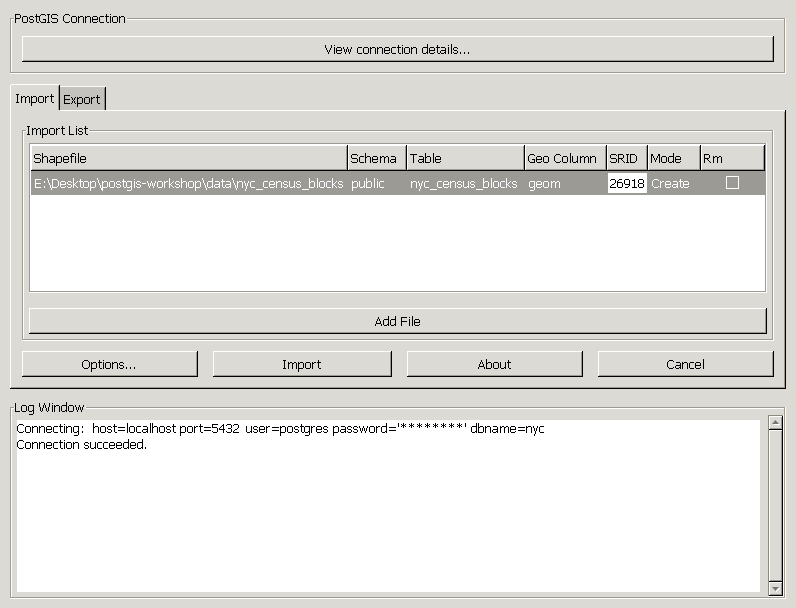 PostGIS Connection
View connection details...
Import Export
Import List
Shapefile Schema Table Geo Column SRID Mode Rm
E:\Desktop\postgis-workshop\data\nyc_census_blocks public nyc_census_blocks geom 26918 Create
Add File
Options... Import About Cancel
Log Window
Connecting: host=localhost port=5432 user=postgres password='********' dbname=nyc
Connection succeeded.